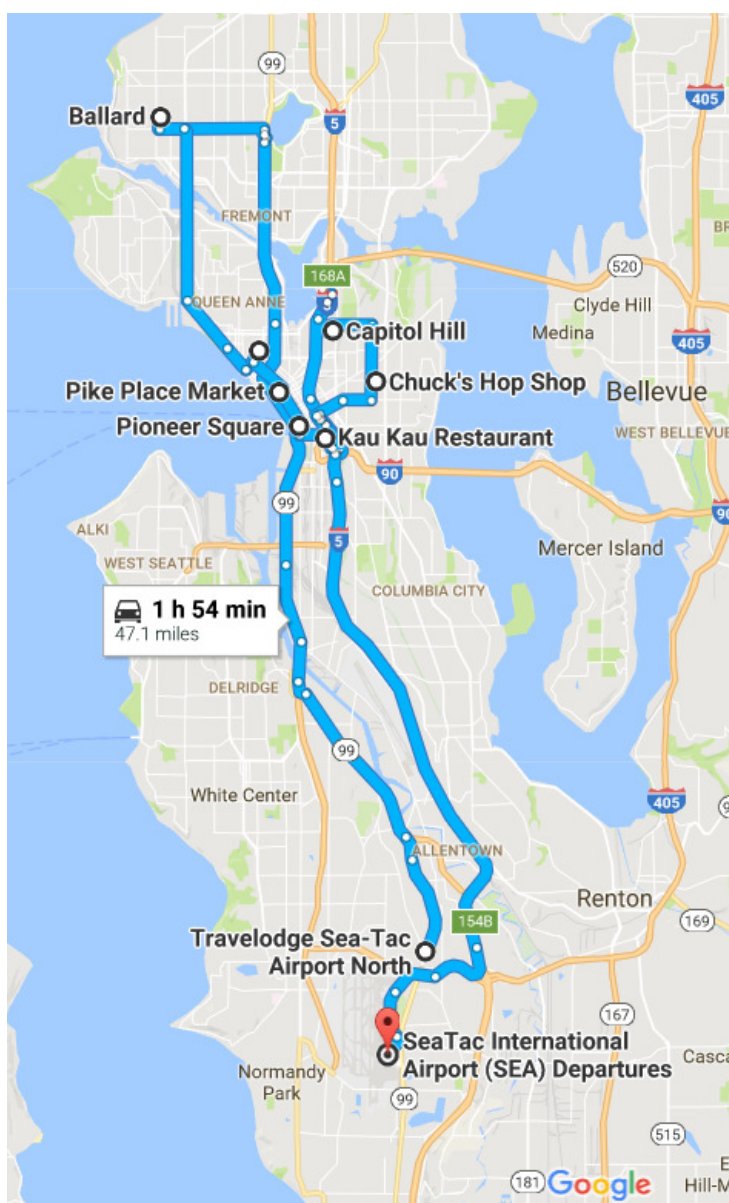 99
405
5
Ballard
FREMONT
168A
520
5
QUEEN ANNE
Clyde Hill
Capitol Hill
Medina
405
Chuck's Hop Shop
Bellevue
Pike Place Market
Pioneer Square
Kau Kau Restaurant
WEST BELLEVUE
90
99
90
ALKI
5
Mercer Island
WEST SEATTLE
COLUMBIA CITY
1 h 54 min
47.1 miles
DELRIDGE
99
White Center
405
ALLENTOWN
Renton
154B
169
Travelodge Sea-Tac
Airport North
167
SeaTac International
Airport (SEA) Departures
Normandy
Park
99
515
181
Google